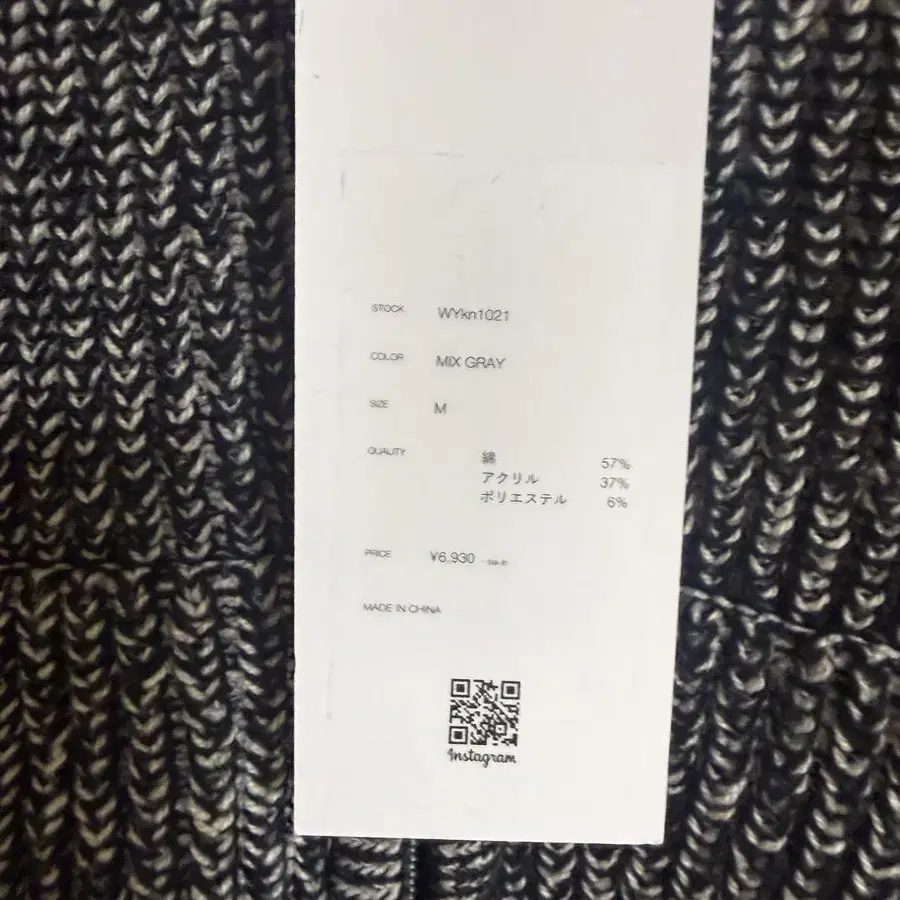 STOCK WYkn1021
COLOR MIX GRAY
SIZE M
QUALITY 綿 57%
アクリル 37%
ポリエステル 6%
PRICE ¥6,930
MADE IN CHINA
Instagram